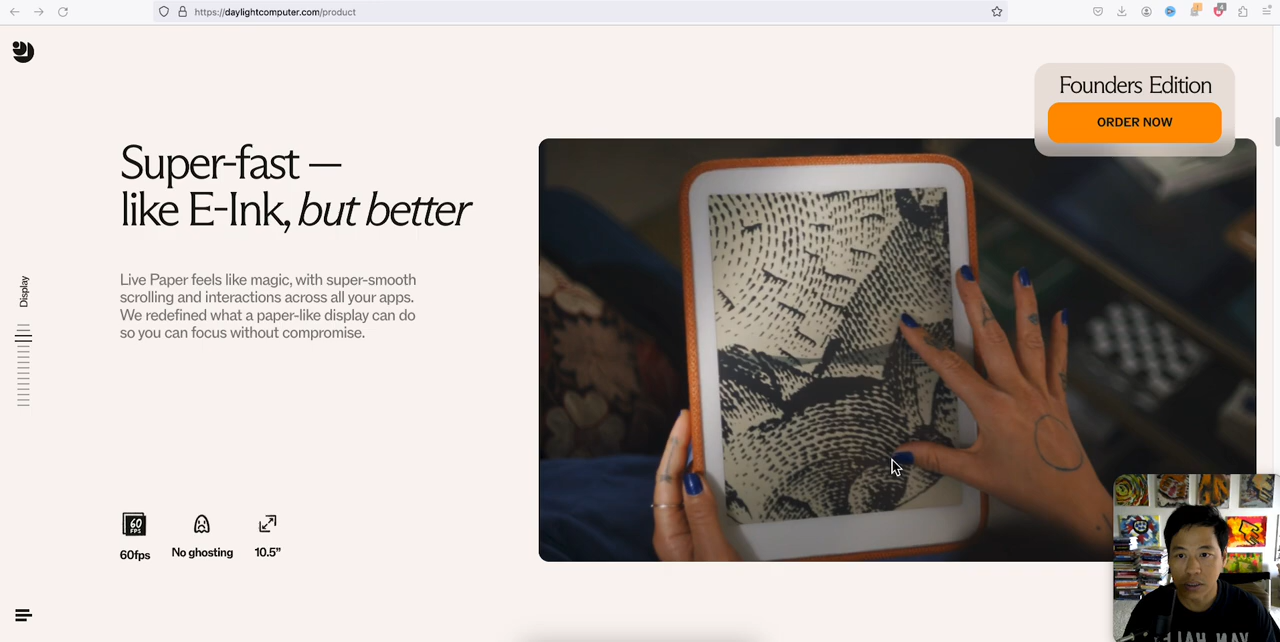 https://daylightcomputer.com/product
Founders Edition
ORDER NOW
Super-fast —
like E-Ink, but better
Live Paper feels like magic, with super-smooth
scrolling and interactions across all your apps.
We redefined what a paper-like display can do
so you can focus without compromise.
Display
60
FPS
60fps
No ghosting
10.5”